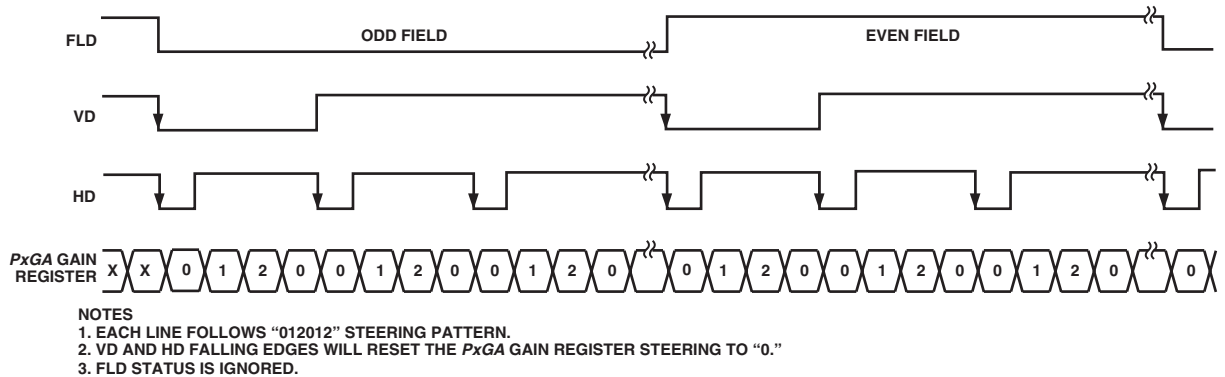 FLD
ODD FIELD
EVEN FIELD
VD
HD
PxGA GAIN
REGISTER
X X 0 1 2 0 0 1 2 0 0 1 2 0 0 1 2 0 0 1 2 0 0 1 2 0 0
NOTES
1. EACH LINE FOLLOWS “012012” STEERING PATTERN.
2. VD AND HD FALLING EDGES WILL RESET THE PxGA GAIN REGISTER STEERING TO “0.”
3. FLD STATUS IS IGNORED.